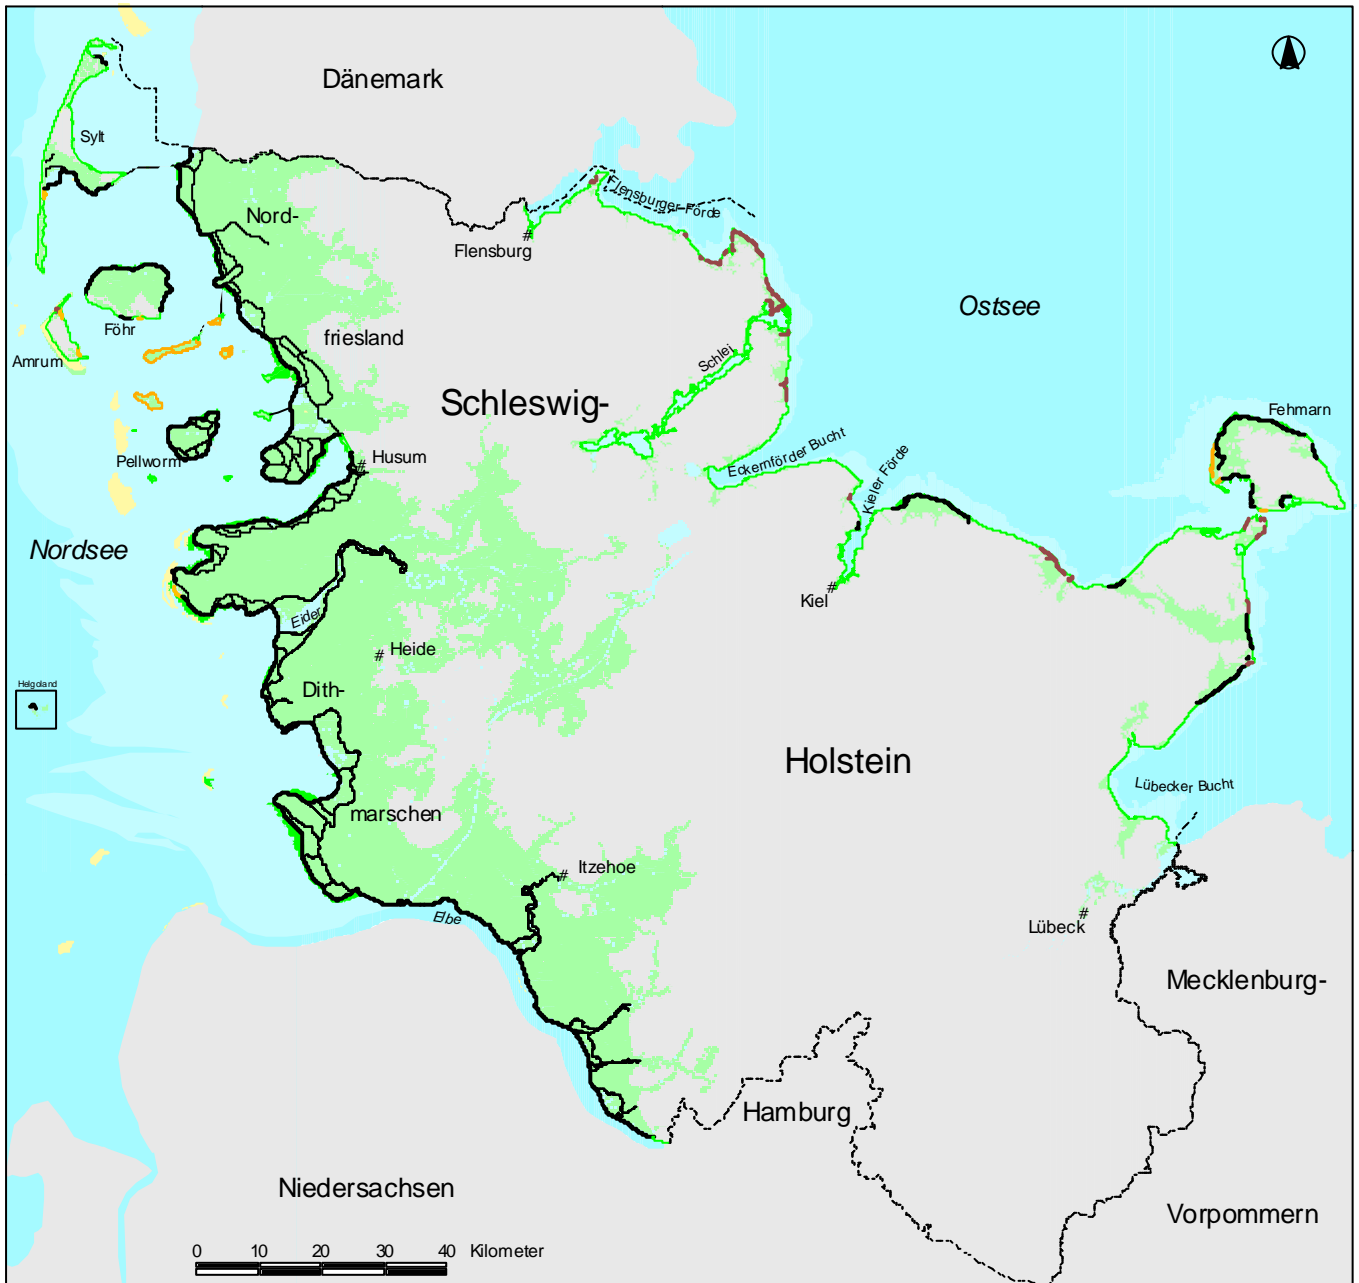 Dänemark
Sylt
Nord-
Flensburger-Förde
Flensburg
#
Ostsee
Föhr
friesland
Amrum
Schlei
Schleswig-
Fehmarn
Pellworm
Husum
#
Eckernförder Bucht
Kieler Förde
Nordsee
Kiel
#
Eider
# Heide
Helgoland
Dith-
Holstein
Lübecker Bucht
marschen
Itzehoe
#
Elbe
#
Lübeck
Mecklenburg-
Hamburg
Niedersachsen
Vorpommern
0 10 20 30 40 Kilometer